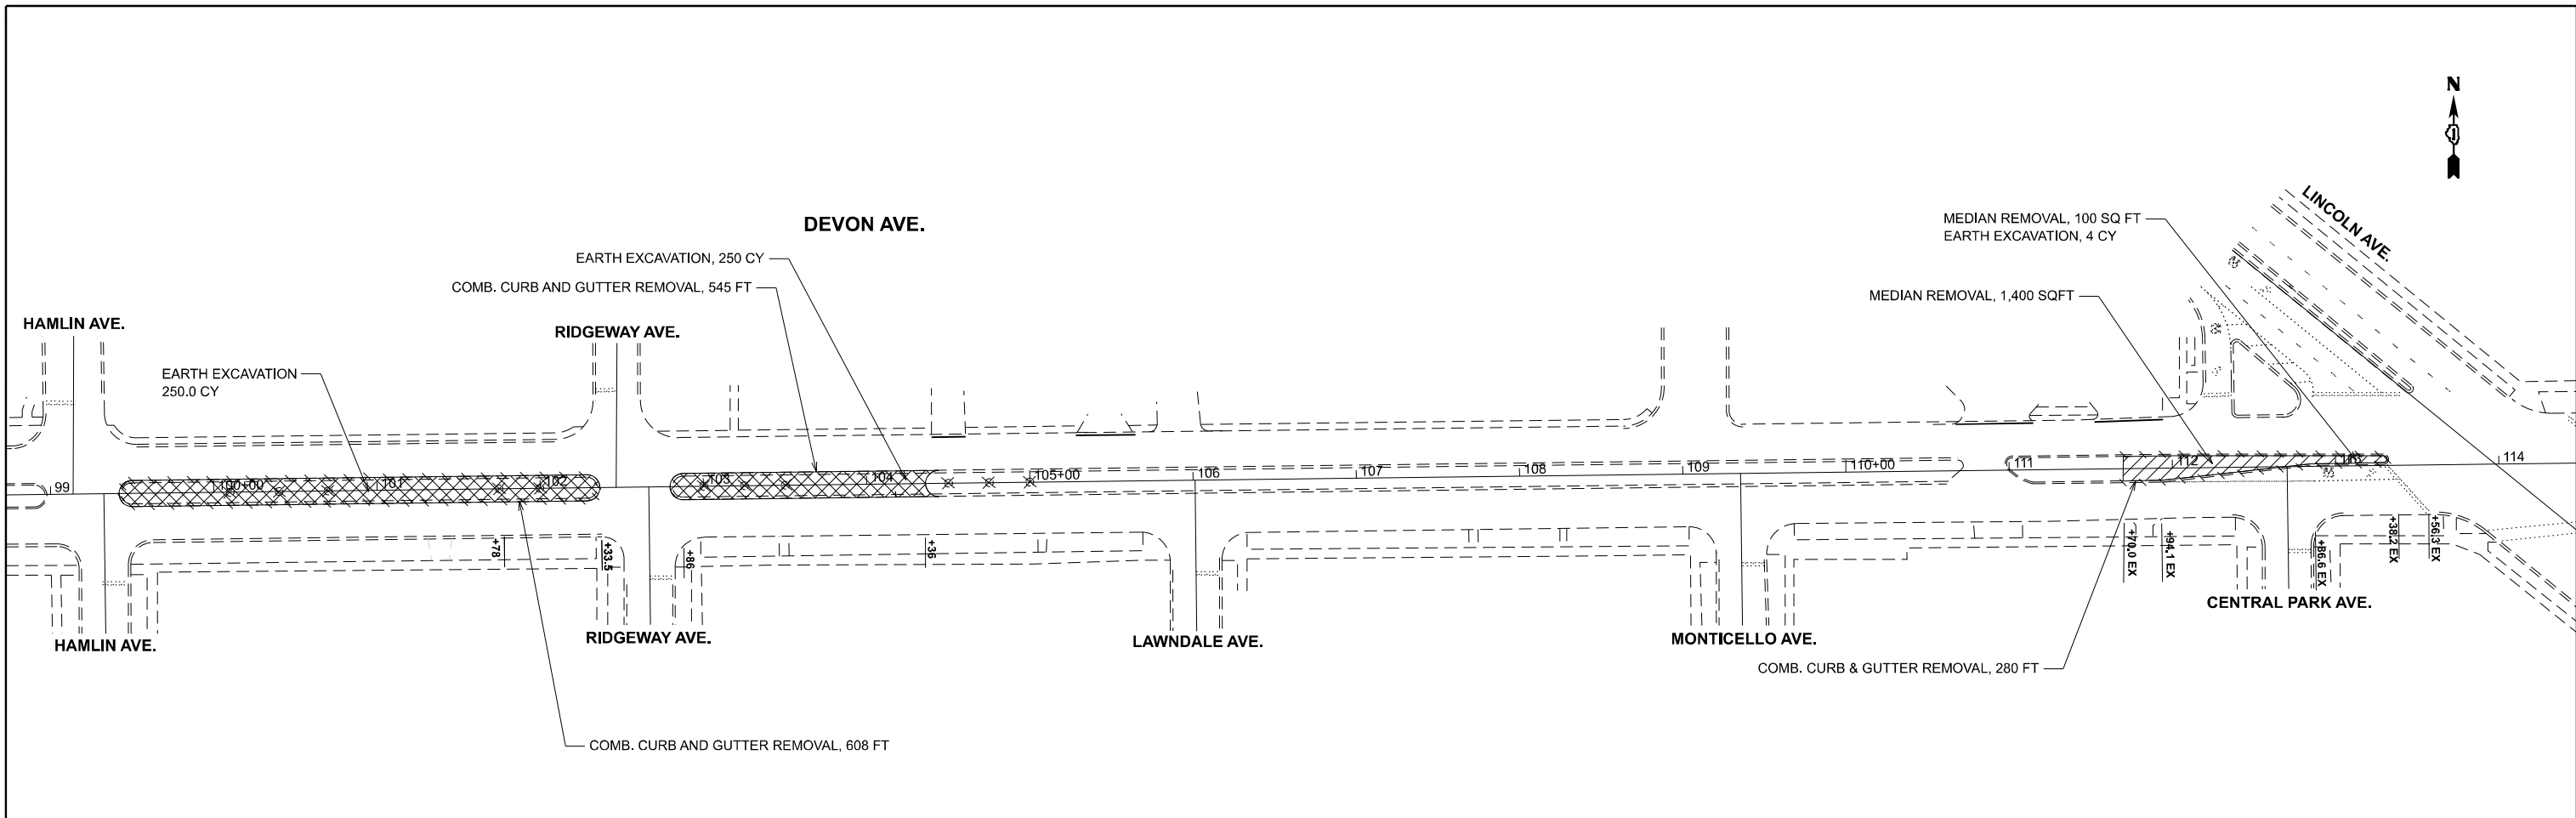 N
LINCOLN AVE.
DEVON AVE.
MEDIAN REMOVAL, 100 SQ FT
EARTH EXCAVATION, 4 CY
EARTH EXCAVATION, 250 CY
COMB. CURB AND GUTTER REMOVAL, 545 FT
MEDIAN REMOVAL, 1,400 SQFT
HAMLIN AVE.
RIDGEWAY AVE.
EARTH EXCAVATION
250.0 CY
99
100+00
101
102
103
104
105+00
106
107
108
109
110+00
111
112
113
114
+78
+33.5
+86
+36
+70.0 EX
+94.1 EX
+86.6 EX
+38.2 EX
+56.3 EX
HAMLIN AVE.
RIDGEWAY AVE.
LAWNDALE AVE.
MONTICELLO AVE.
CENTRAL PARK AVE.
COMB. CURB & GUTTER REMOVAL, 280 FT
COMB. CURB AND GUTTER REMOVAL, 608 FT